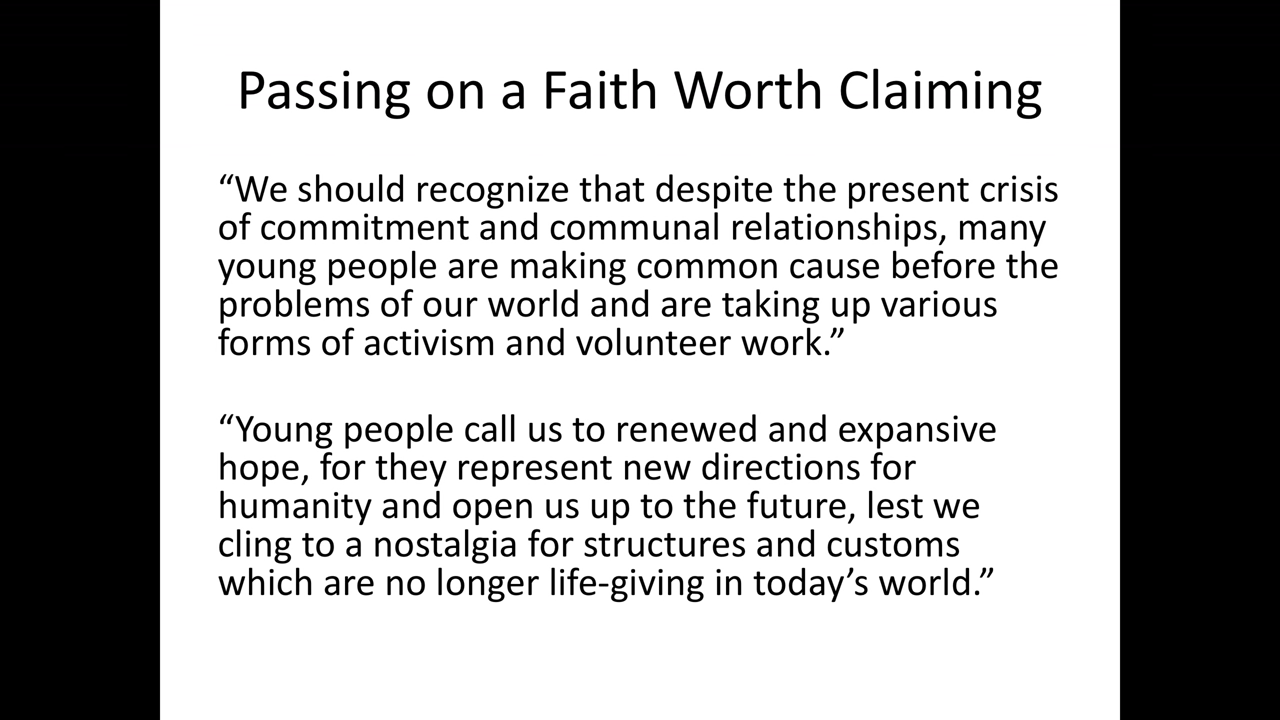 Passing on a Faith Worth Claiming
“We should recognize that despite the present crisis
of commitment and communal relationships, many
young people are making common cause before the
problems of our world and are taking up various
forms of activism and volunteer work.”
“Young people call us to renewed and expansive
hope, for they represent new directions for
humanity and open us up to the future, lest we
cling to a nostalgia for structures and customs
which are no longer life-giving in today’s world.”